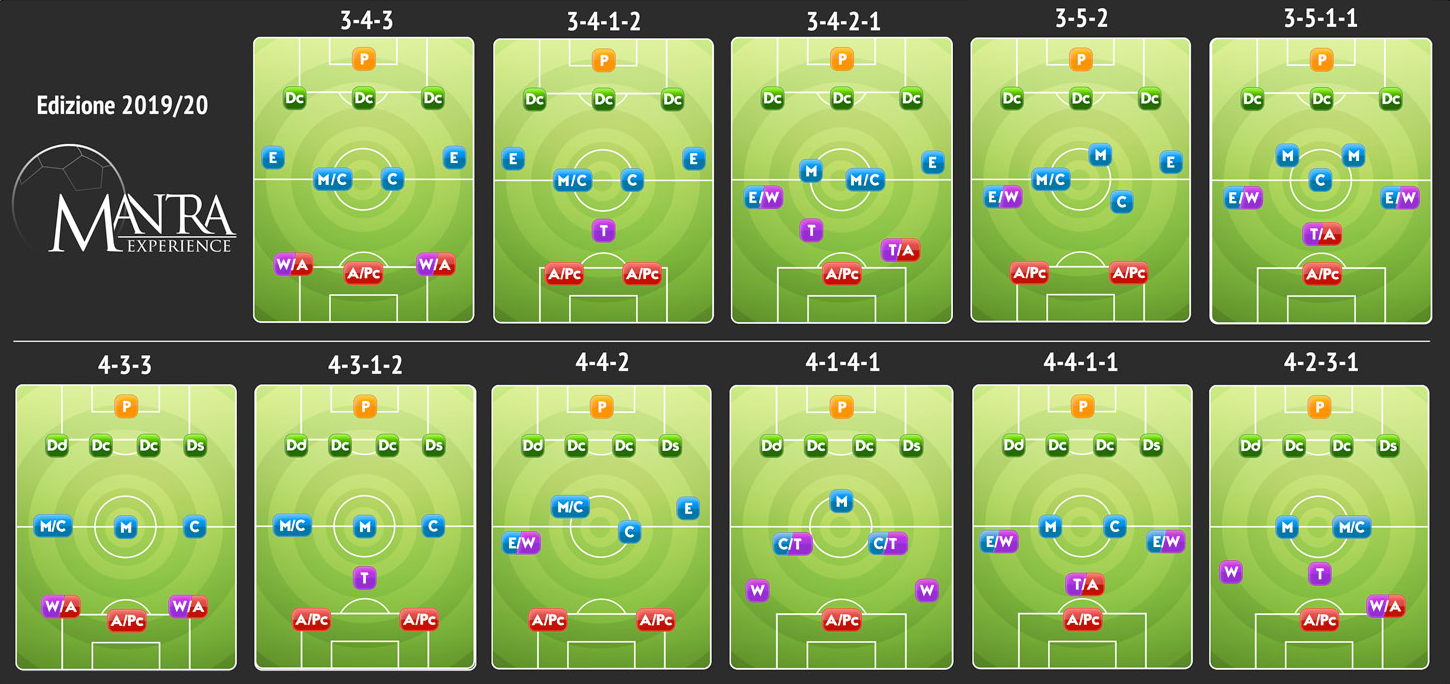 3-4-3
3-4-1-2
3-4-2-1
3-5-2
3-5-1-1
Edizione 2019/20
MANTRA
EXPERIENCE
P
Dc Dc Dc
E E
M/C C
W/A W/A
A/Pc
P
Dc Dc Dc
E E
M/C C
T
A/Pc A/Pc
P
Dc Dc Dc
E
M M/C
E/W
T
T/A
A/Pc
P
Dc Dc Dc
M
E
M/C
E/W
C
A/Pc A/Pc
P
Dc Dc Dc
M M
C
E/W E/W
T/A
A/Pc
4-3-3
4-3-1-2
4-4-2
4-1-4-1
4-4-1-1
4-2-3-1
P
Dd Dc Dc Ds
M/C M C
W/A W/A
A/Pc
P
Dd Dc Dc Ds
M/C M C
T
A/Pc A/Pc
P
Dd Dc Dc Ds
M/C E
C
E/W
A/Pc A/Pc
P
Dd Dc Dc Ds
M
C/T C/T
W W
A/Pc
P
Dd Dc Dc Ds
M C
E/W E/W
T/A
A/Pc
P
Dd Dc Dc Ds
M M/C
W T
W/A
A/Pc